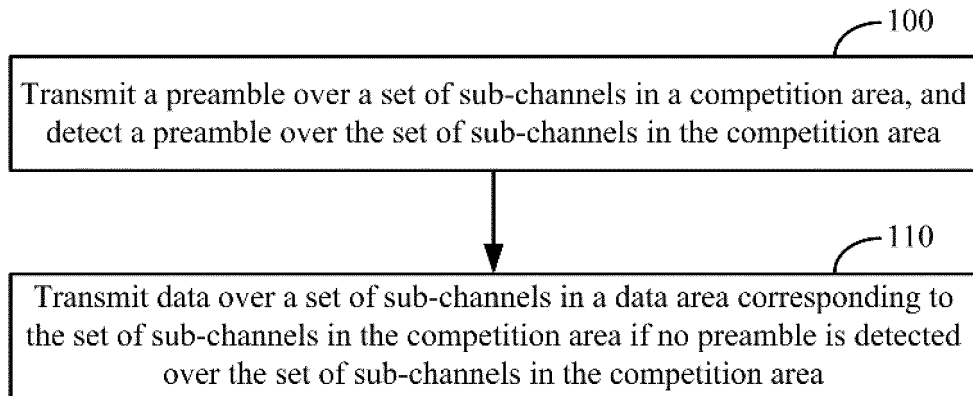 100
Transmit a preamble over a set of sub-channels in a competition area, and
detect a preamble over the set of sub-channels in the competition area
110
Transmit data over a set of sub-channels in a data area corresponding to
the set of sub-channels in the competition area if no preamble is detected
over the set of sub-channels in the competition area